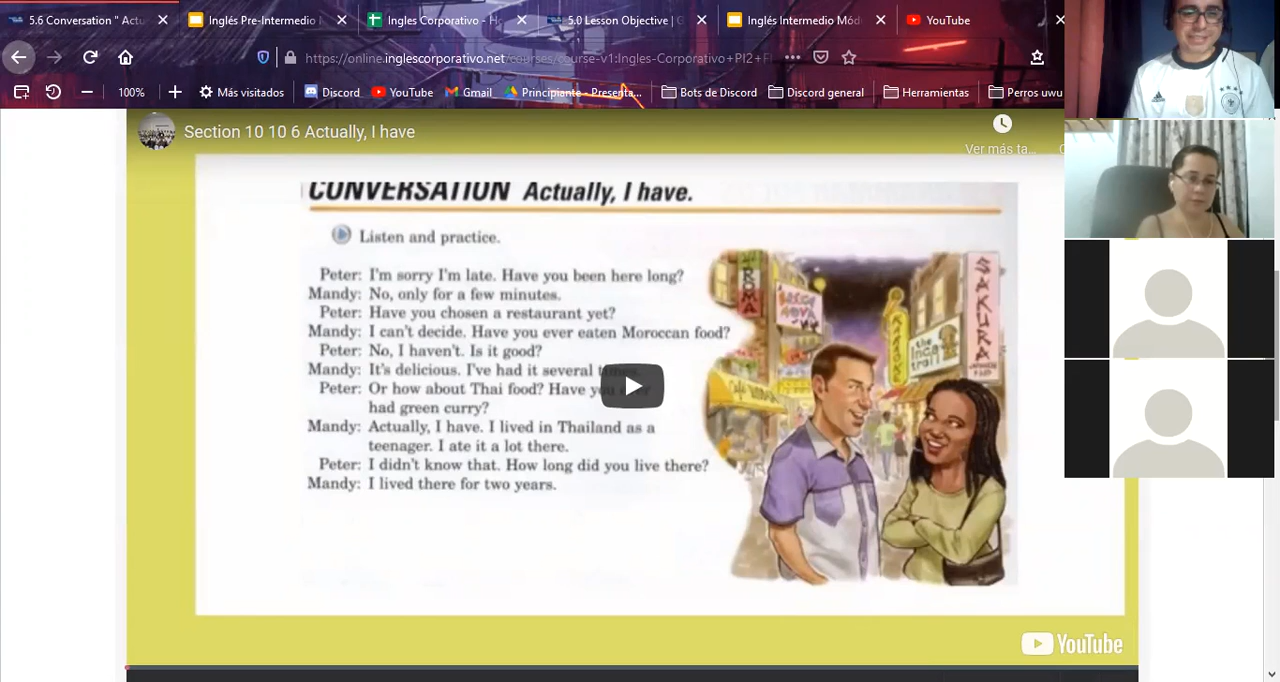 5.6 Conversation " Actu
Inglés Pre-Intermedio
Ingles Corporativo - Ho
5.0 Lesson Objective | G
Inglés Intermedio Mód
YouTube
https://online.inglescorporativo.net/courses/course-v1:Ingles-Corporativo+PI2+F
100%
Más visitados
Discord
YouTube
Gmail
Principiante - Presenta...
Bots de Discord
Discord general
Herramientas
Perros uwu
Section 10 10 6 Actually, I have
Ver más ta...
CONVERSATION Actually, I have.
Listen and practice.
Peter: I'm sorry I'm late. Have you been here long?
Mandy: No, only for a few minutes.
Peter: Have you chosen a restaurant yet?
Mandy: I can't decide. Have you ever eaten Moroccan food?
Peter: No, I haven't. Is it good?
Mandy: It's delicious. I've had it several times.
Peter: Or how about Thai food? Have you ever
had green curry?
Mandy: Actually, I have. I lived in Thailand as a
teenager. I ate it a lot there.
Peter: I didn't know that. How long did you live there?
Mandy: I lived there for two years.
ROMA
KARAOKE
the
Inca
trail
SAKURA
YouTube